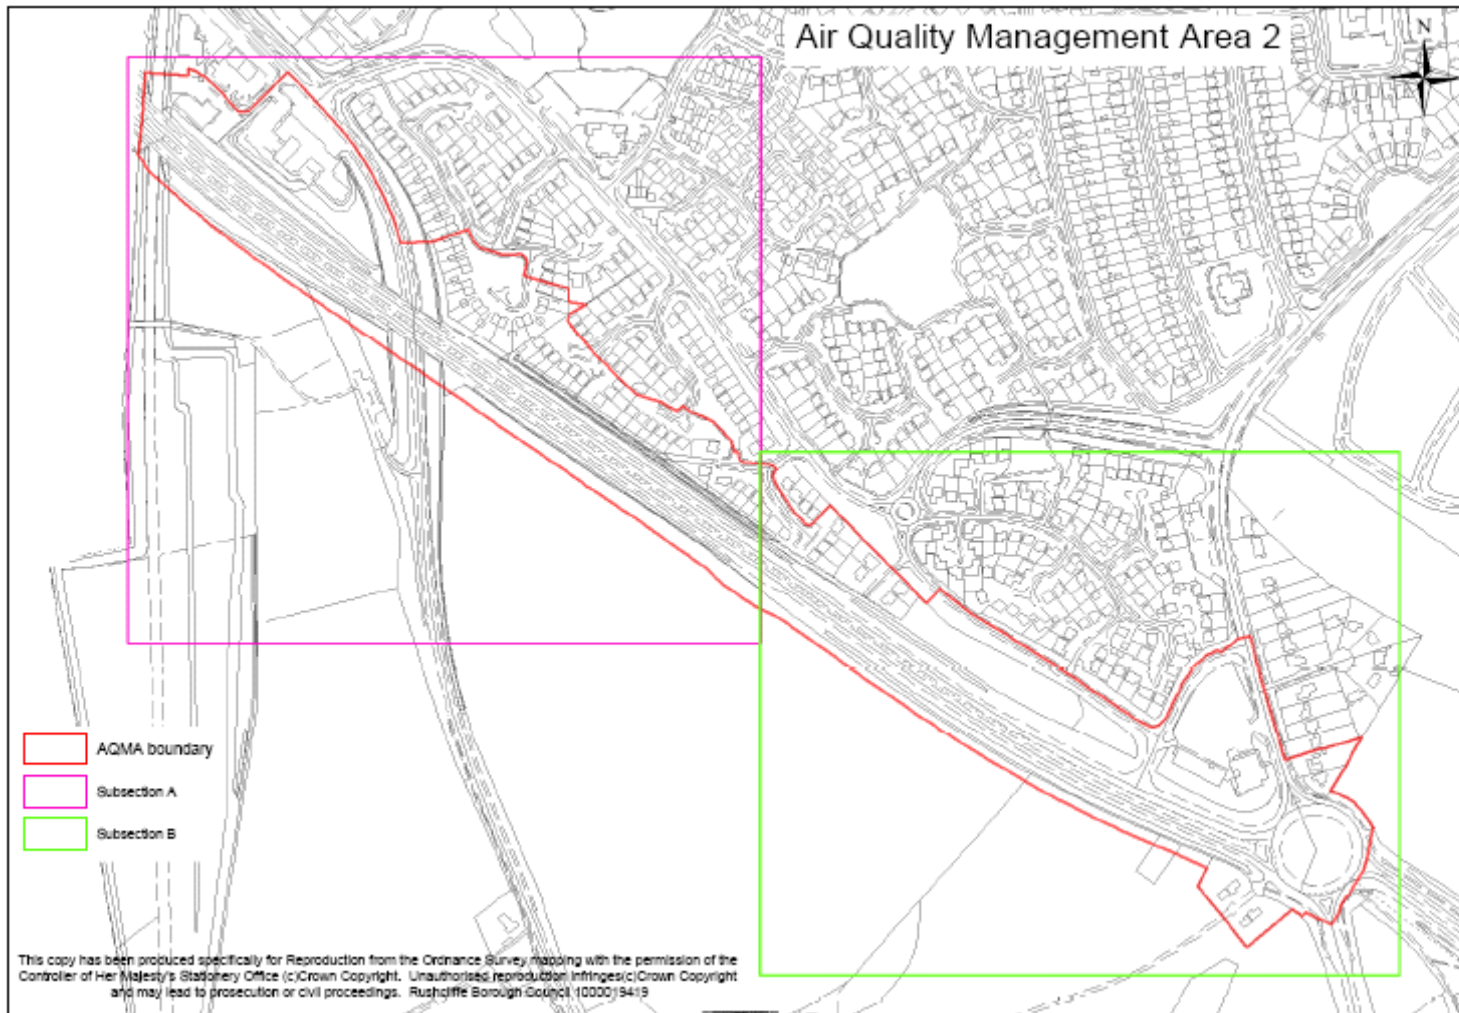 Air Quality Management Area 2
N
AQMA boundary
Subsection A
Subsection B
This copy has been produced specifically for Reproduction from the Ordnance Survey mapping with the permission of the
Controller of Her Majesty's Stationery Office (c)Crown Copyright. Unauthorised reproduction infringes(c)Crown Copyright
and may lead to prosecution or civil proceedings. Rushcliffe Borough Council 1000019419